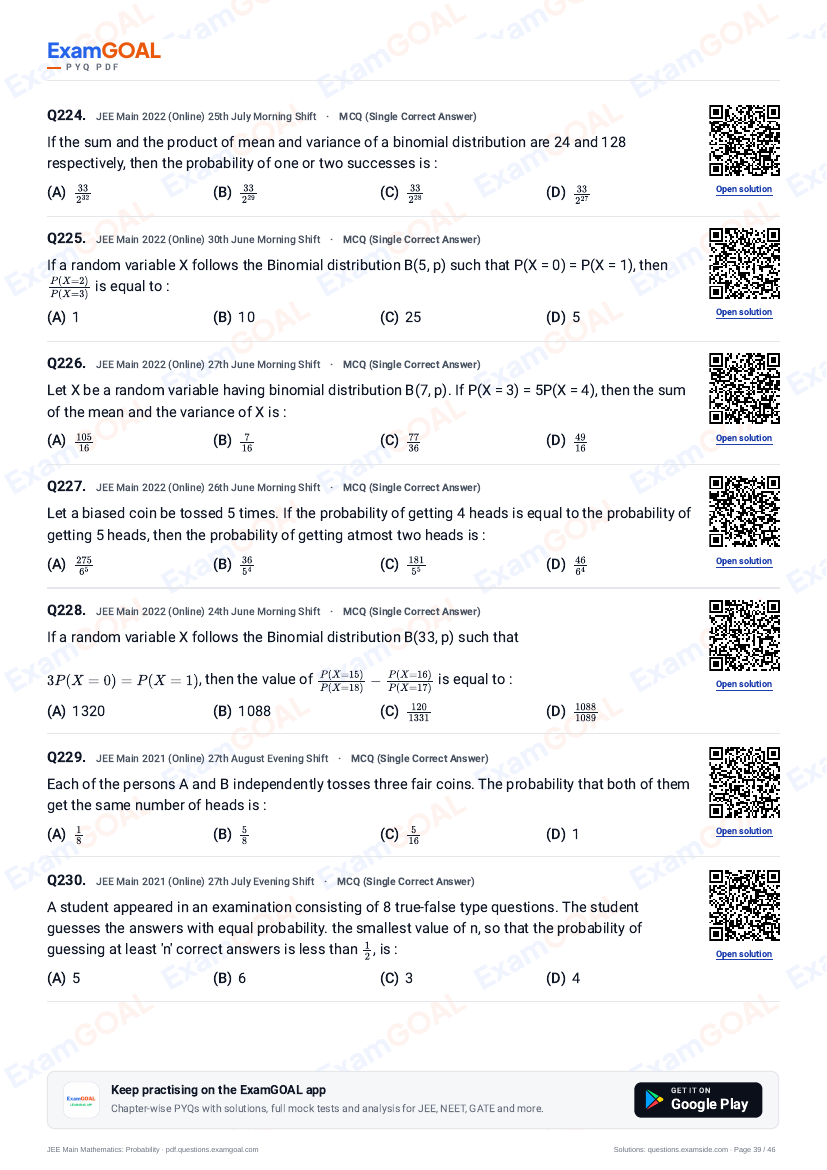 ExamGOAL
PYQ PDF
Q224. JEE Main 2022 (Online) 25th July Morning Shift · MCQ (Single Correct Answer)
If the sum and the product of mean and variance of a binomial distribution are 24 and 128
respectively, then the probability of one or two successes is :
(A) 33/2^32 (B) 33/2^29 (C) 33/2^28 (D) 33/2^27
Open solution
Q225. JEE Main 2022 (Online) 30th June Morning Shift · MCQ (Single Correct Answer)
If a random variable X follows the Binomial distribution B(5, p) such that P(X = 0) = P(X = 1), then
P(X=2)/P(X=3) is equal to :
(A) 1 (B) 10 (C) 25 (D) 5
Open solution
Q226. JEE Main 2022 (Online) 27th June Morning Shift · MCQ (Single Correct Answer)
Let X be a random variable having binomial distribution B(7, p). If P(X = 3) = 5P(X = 4), then the sum
of the mean and the variance of X is :
(A) 105/16 (B) 7/16 (C) 77/36 (D) 49/16
Open solution
Q227. JEE Main 2022 (Online) 26th June Morning Shift · MCQ (Single Correct Answer)
Let a biased coin be tossed 5 times. If the probability of getting 4 heads is equal to the probability of
getting 5 heads, then the probability of getting atmost two heads is :
(A) 275/6^5 (B) 36/5^4 (C) 181/5^5 (D) 46/6^4
Open solution
Q228. JEE Main 2022 (Online) 24th June Morning Shift · MCQ (Single Correct Answer)
If a random variable X follows the Binomial distribution B(33, p) such that
3P(X = 0) = P(X = 1), then the value of P(X=15)/P(X=18) − P(X=16)/P(X=17) is equal to :
(A) 1320 (B) 1088 (C) 120/1331 (D) 1088/1089
Open solution
Q229. JEE Main 2021 (Online) 27th August Evening Shift · MCQ (Single Correct Answer)
Each of the persons A and B independently tosses three fair coins. The probability that both of them
get the same number of heads is :
(A) 1/8 (B) 5/8 (C) 5/16 (D) 1
Open solution
Q230. JEE Main 2021 (Online) 27th July Evening Shift · MCQ (Single Correct Answer)
A student appeared in an examination consisting of 8 true-false type questions. The student
guesses the answers with equal probability. the smallest value of n, so that the probability of
guessing at least 'n' correct answers is less than 1/2, is :
(A) 5 (B) 6 (C) 3 (D) 4
Open solution
ExamGOAL
Keep practising on the ExamGOAL app
Chapter-wise PYQs with solutions, full mock tests and analysis for JEE, NEET, GATE and more.
GET IT ON
Google Play
JEE Main Mathematics: Probability · pdf.questions.examgoal.com
Solutions: questions.examside.com · Page 39 / 46